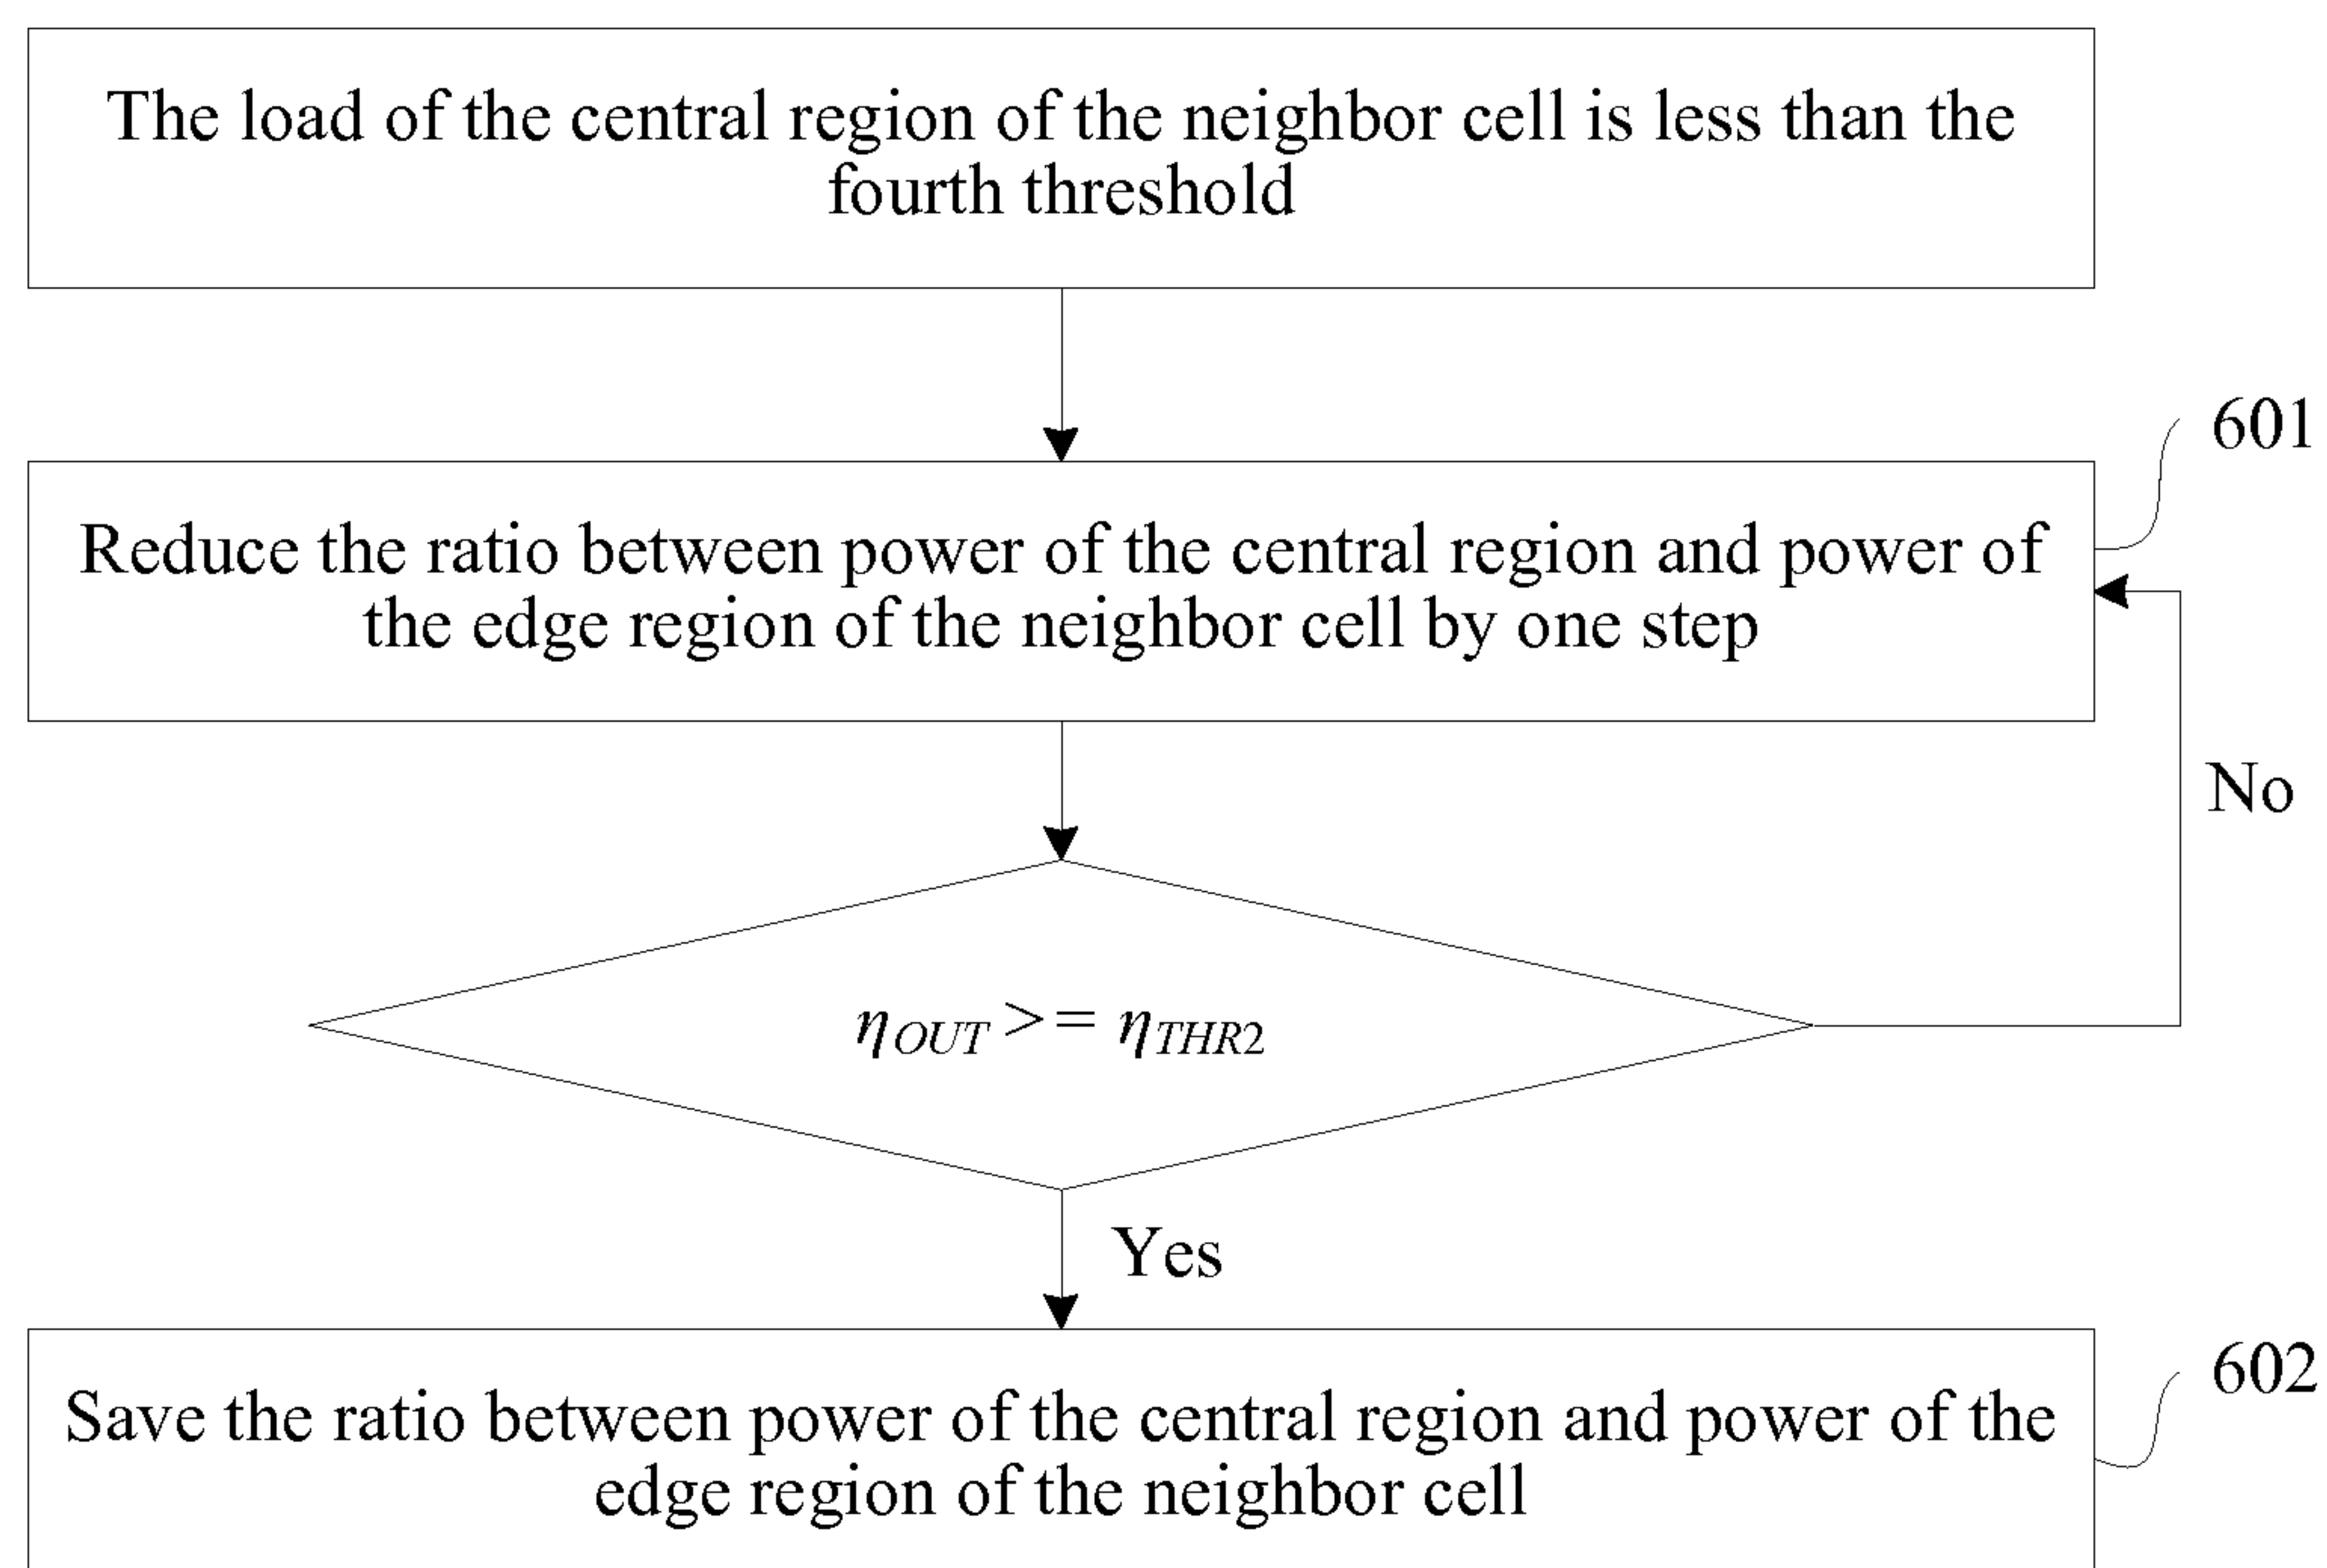 The load of the central region of the neighbor cell is less than the
fourth threshold
601
Reduce the ratio between power of the central region and power of
the edge region of the neighbor cell by one step
No
η_OUT >= η_THR2
Yes
602
Save the ratio between power of the central region and power of the
edge region of the neighbor cell